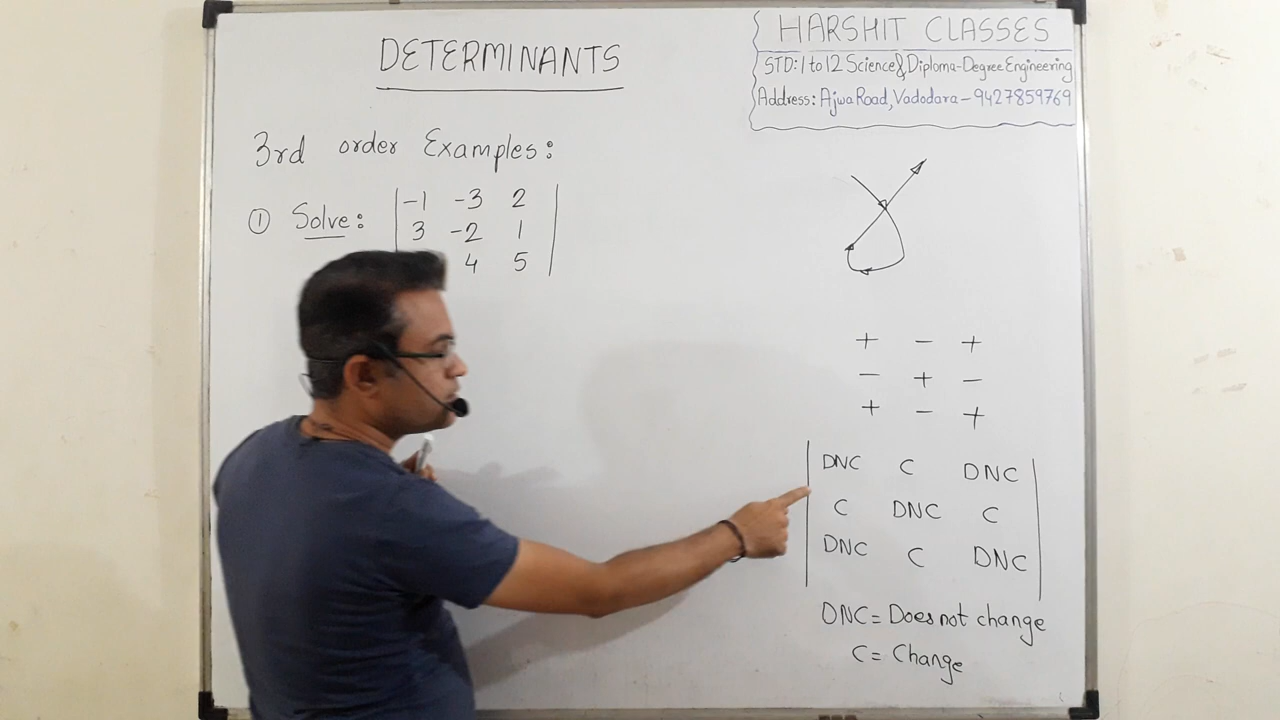 DETERMINANTS
HARSHIT CLASSES
STD: 1 to 12 Science & Diploma-Degree Engineering
Address: Ajwa Road, Vadodara - 9427859769
3rd order Examples:
① Solve:
-1 -3 2
3 -2 1
4 5
+ - +
- + -
+ - +
DNC C DNC
C DNC C
DNC C DNC
DNC = Does not change
C = Change